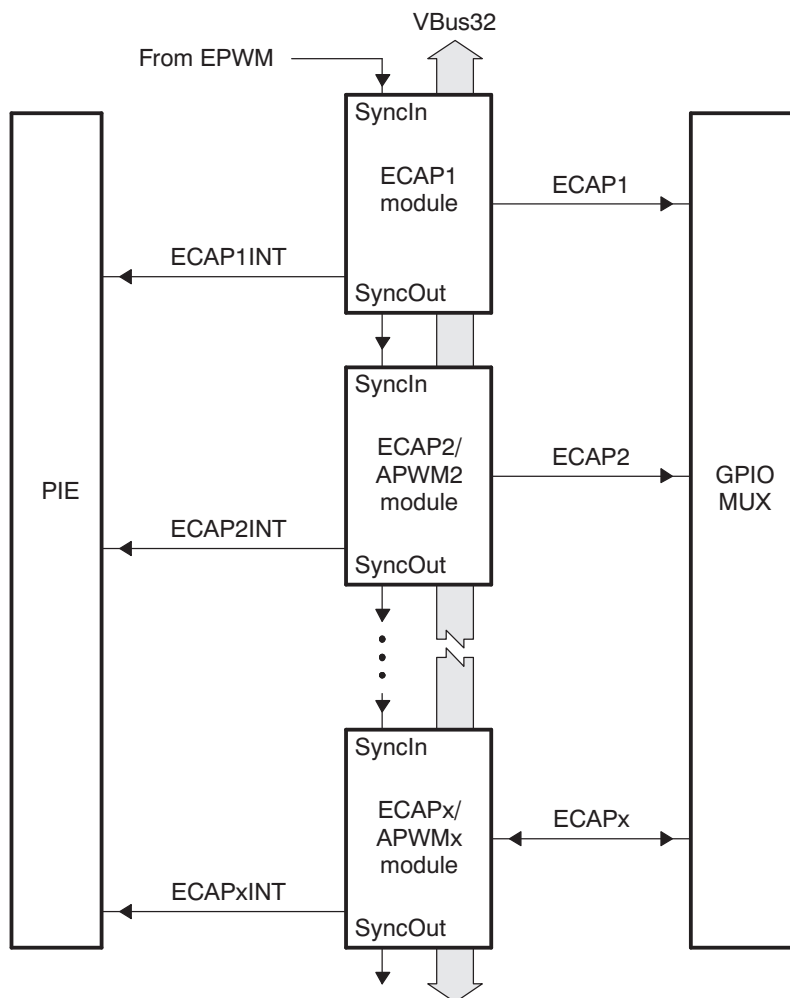 VBus32
From EPWM
SyncIn
ECAP1
module
ECAP1
ECAP1INT
SyncOut
SyncIn
ECAP2/
APWM2
module
ECAP2
PIE
GPIO
MUX
ECAP2INT
SyncOut
SyncIn
ECAPx/
APWMx
module
ECAPx
ECAPxINT
SyncOut